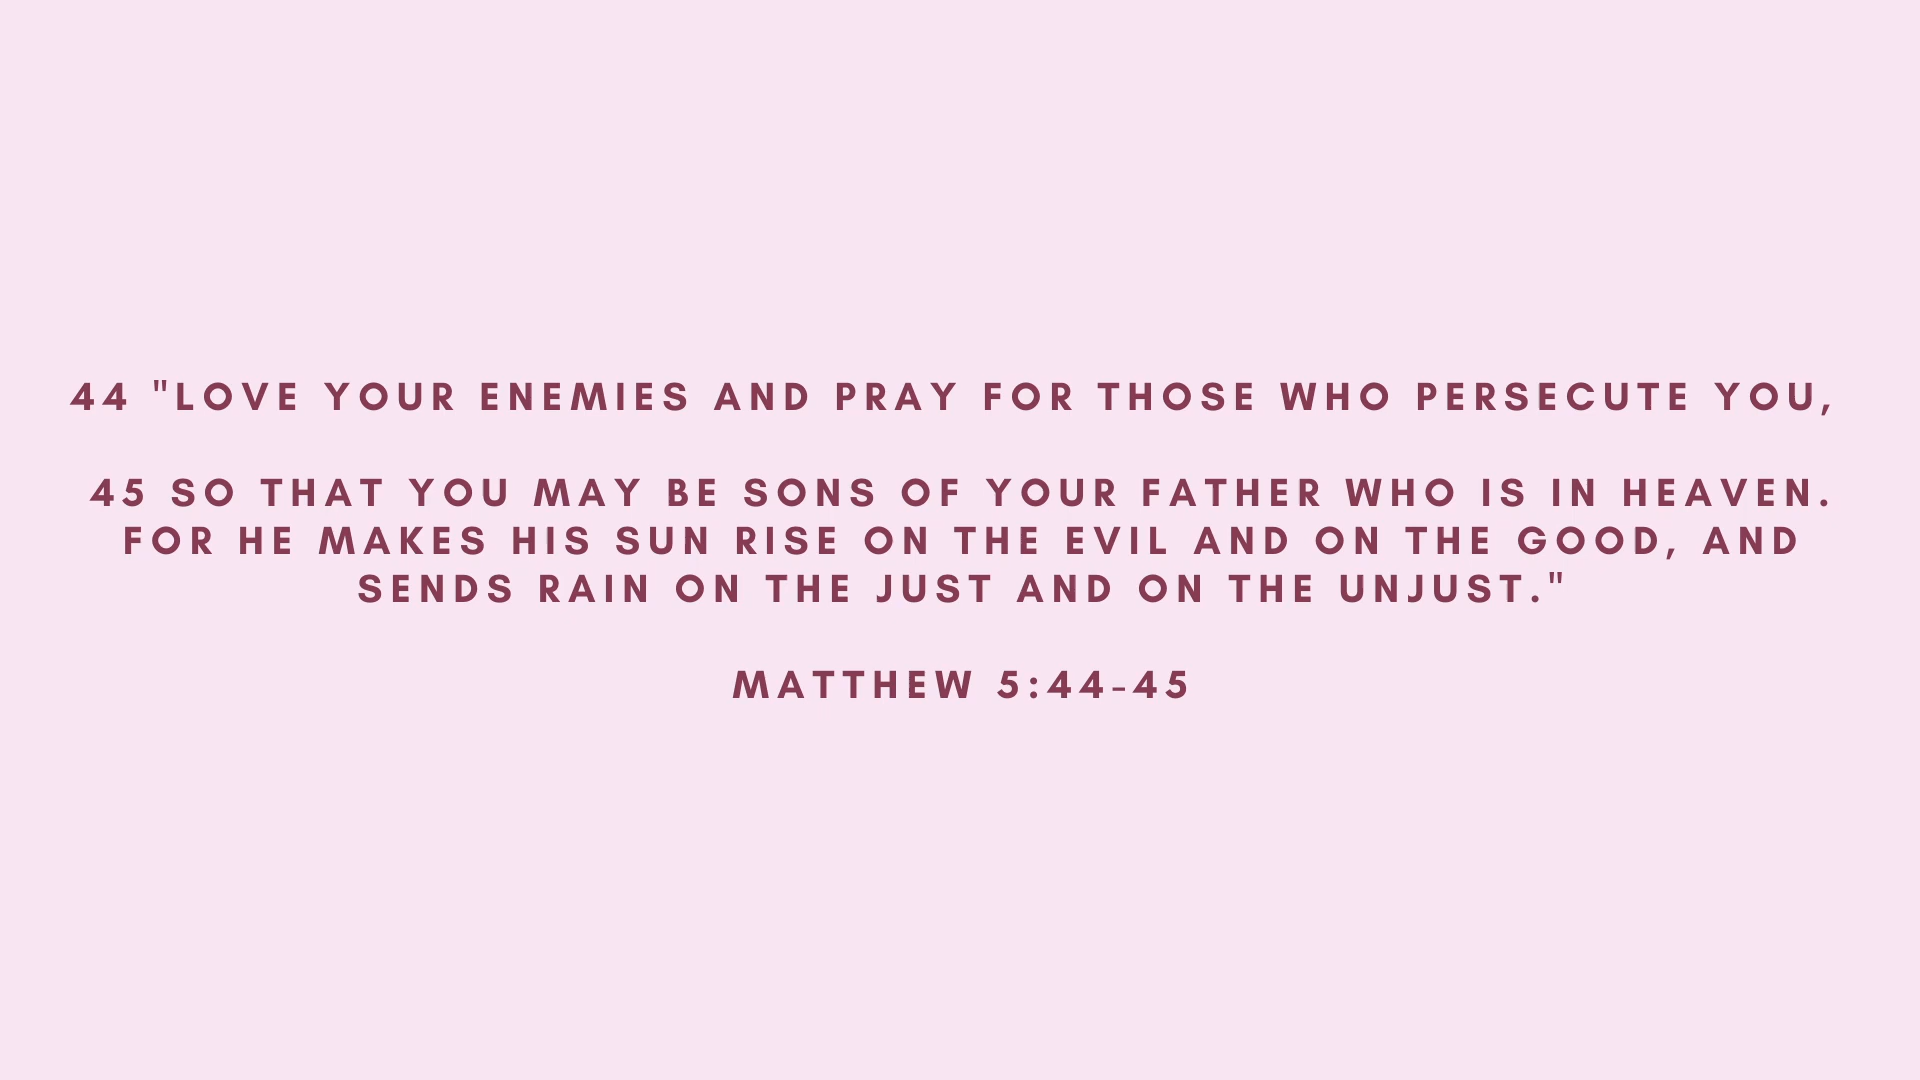 44 "LOVE YOUR ENEMIES AND PRAY FOR THOSE WHO PERSECUTE YOU,
45 SO THAT YOU MAY BE SONS OF YOUR FATHER WHO IS IN HEAVEN.
FOR HE MAKES HIS SUN RISE ON THE EVIL AND ON THE GOOD, AND
SENDS RAIN ON THE JUST AND ON THE UNJUST."
MATTHEW 5:44-45